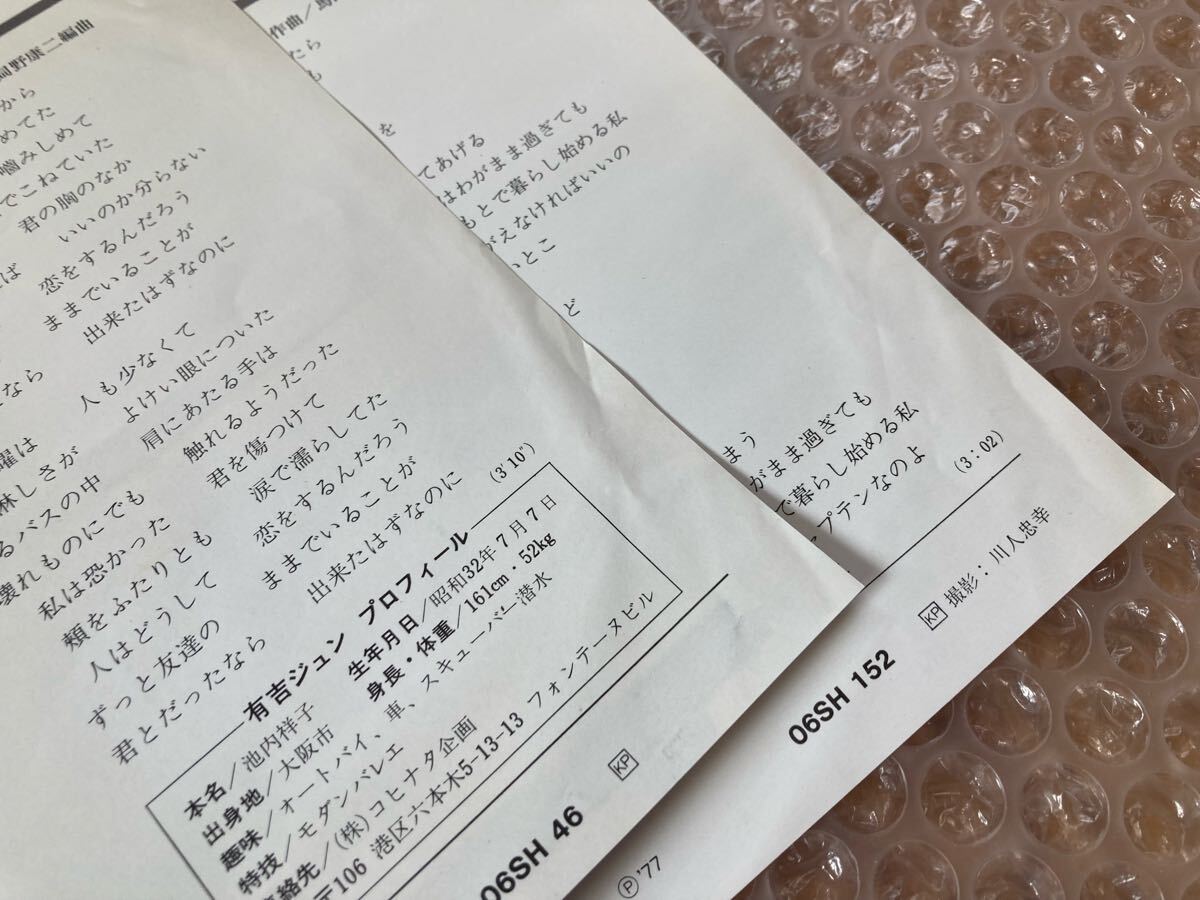 岡野康二編曲
から
めてた
噛みしめて
でこねていた
君の胸のなか
いいのか分らない
ば 恋をするんだろう
ままでいることが
出来たはずなのに
なら 人も少なくて
よけい眼についた
曜は 肩にあたる手は
淋しさが 触れるようだった
るバスの中 君を傷つけて
壊れものにでも 涙で濡らしてた
私は恐かった 恋をするんだろう
頬をふたりとも ままでいることが
人はどうして 出来たはずなのに
ずっと友達の
君とだったなら
(3′10″)
有吉ジュン プロフィール
本名/池内祥子 生年月日/昭和32年7月7日
出身地/大阪市 身長・体重/161cm・52kg
趣味/オートバイ、車、スキューバー潜水
特技/モダンバレエ
連絡先/(株)コヒナタ企画
〒106 港区六本木5-13-13 フォンテーヌビル
06SH 46
KP
作曲/
たら
も
を
てあげる
はわがまま過ぎても
もとで暮らし始める私
がえなければいいの
いとこ
ど
まう
がまま過ぎても
で暮らし始める私
プテンなのよ
(3:02)
KP 撮影:川人忠幸
06SH 152
Ⓟ'77